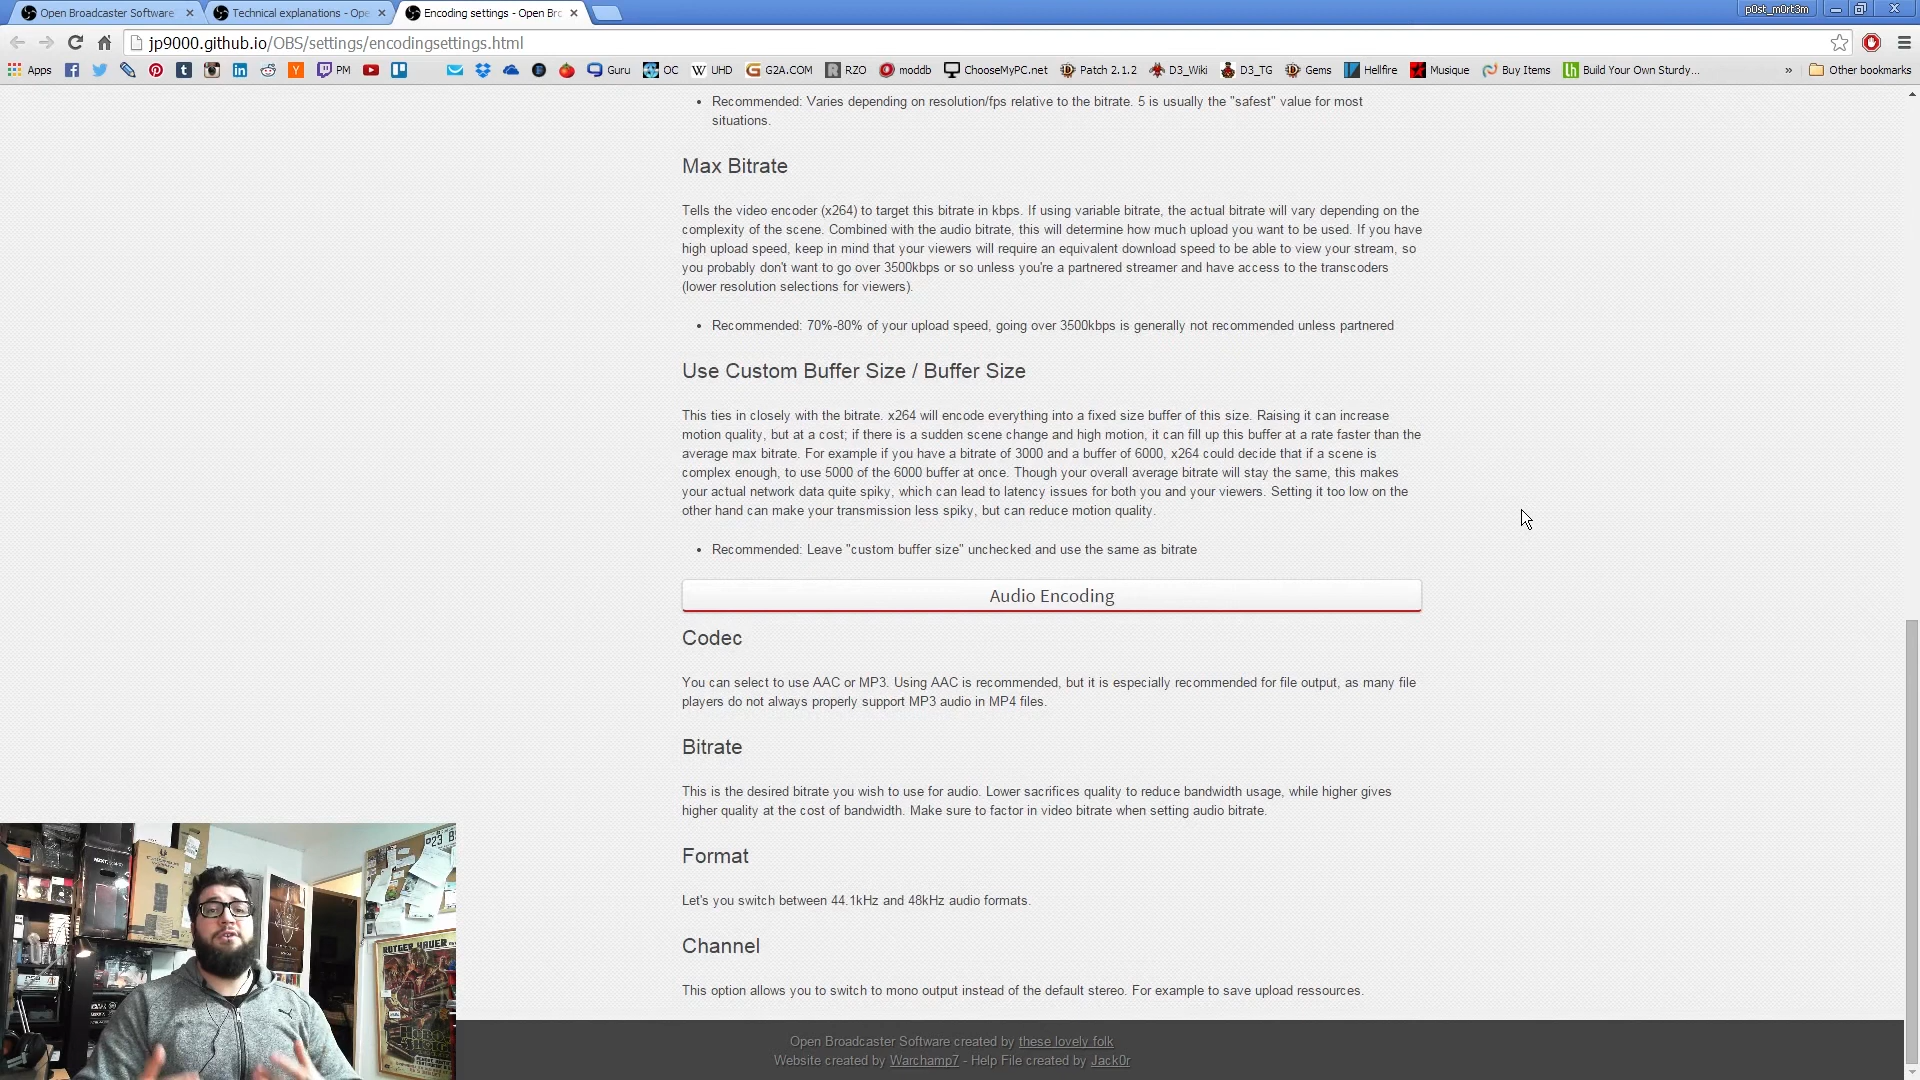 Open Broadcaster Software
Technical explanations - Ope
Encoding settings - Open Bro
p0st_m0rt3m
jp9000.github.io/OBS/settings/encodingsettings.html
Apps
PM
Guru
OC
UHD
G2A.COM
RZO
moddb
ChooseMyPC.net
Patch 2.1.2
D3_Wiki
D3_TG
Gems
Hellfire
Musique
Buy Items
Build Your Own Sturdy...
»
Other bookmarks
• Recommended: Varies depending on resolution/fps relative to the bitrate. 5 is usually the "safest" value for most
situations.
Max Bitrate
Tells the video encoder (x264) to target this bitrate in kbps. If using variable bitrate, the actual bitrate will vary depending on the
complexity of the scene. Combined with the audio bitrate, this will determine how much upload you want to be used. If you have
high upload speed, keep in mind that your viewers will require an equivalent download speed to be able to view your stream, so
you probably don't want to go over 3500kbps or so unless you're a partnered streamer and have access to the transcoders
(lower resolution selections for viewers).
• Recommended: 70%-80% of your upload speed, going over 3500kbps is generally not recommended unless partnered
Use Custom Buffer Size / Buffer Size
This ties in closely with the bitrate. x264 will encode everything into a fixed size buffer of this size. Raising it can increase
motion quality, but at a cost; if there is a sudden scene change and high motion, it can fill up this buffer at a rate faster than the
average max bitrate. For example if you have a bitrate of 3000 and a buffer of 6000, x264 could decide that if a scene is
complex enough, to use 5000 of the 6000 buffer at once. Though your overall average bitrate will stay the same, this makes
your actual network data quite spiky, which can lead to latency issues for both you and your viewers. Setting it too low on the
other hand can make your transmission less spiky, but can reduce motion quality.
• Recommended: Leave "custom buffer size" unchecked and use the same as bitrate
Audio Encoding
Codec
You can select to use AAC or MP3. Using AAC is recommended, but it is especially recommended for file output, as many file
players do not always properly support MP3 audio in MP4 files.
Bitrate
This is the desired bitrate you wish to use for audio. Lower sacrifices quality to reduce bandwidth usage, while higher gives
higher quality at the cost of bandwidth. Make sure to factor in video bitrate when setting audio bitrate.
Format
Let's you switch between 44.1kHz and 48kHz audio formats.
Channel
This option allows you to switch to mono output instead of the default stereo. For example to save upload ressources.
Open Broadcaster Software created by these lovely folk
Website created by Warchamp7 - Help File created by Jack0r
RUTGER HAUER